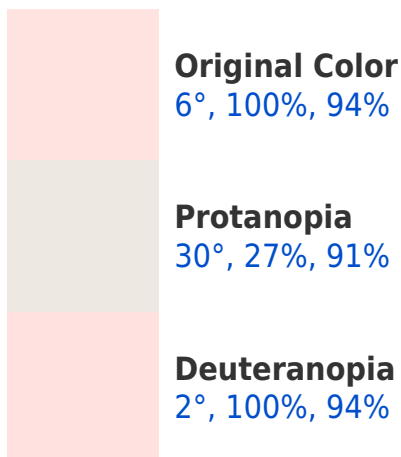 Original Color
6°, 100%, 94%
Protanopia
30°, 27%, 91%
Deuteranopia
2°, 100%, 94%